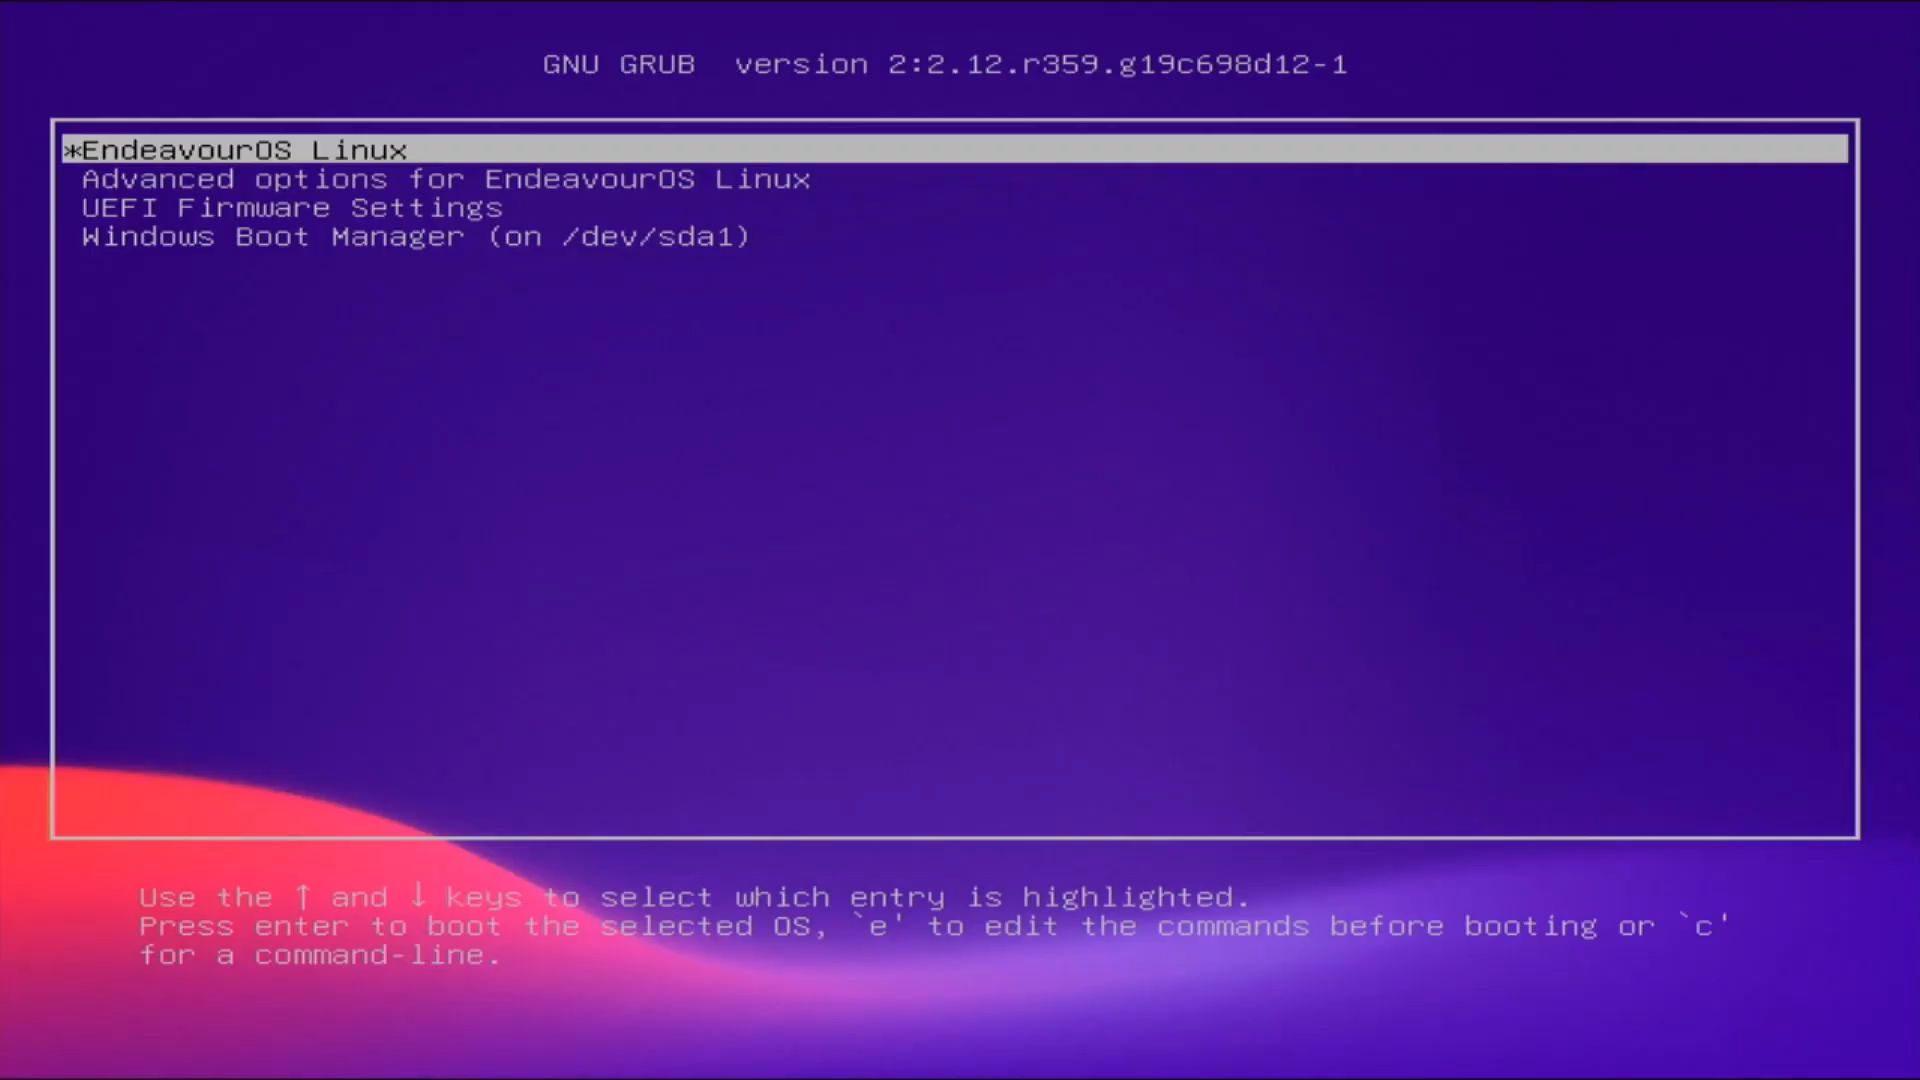 GNU GRUB  version 2:2.12.r359.g19c698d12-1
*EndeavourOS Linux
Advanced options for EndeavourOS Linux
UEFI Firmware Settings
Windows Boot Manager (on /dev/sda1)
Use the ↑ and ↓ keys to select which entry is highlighted.
Press enter to boot the selected OS, `e' to edit the commands before booting or `c'
for a command-line.